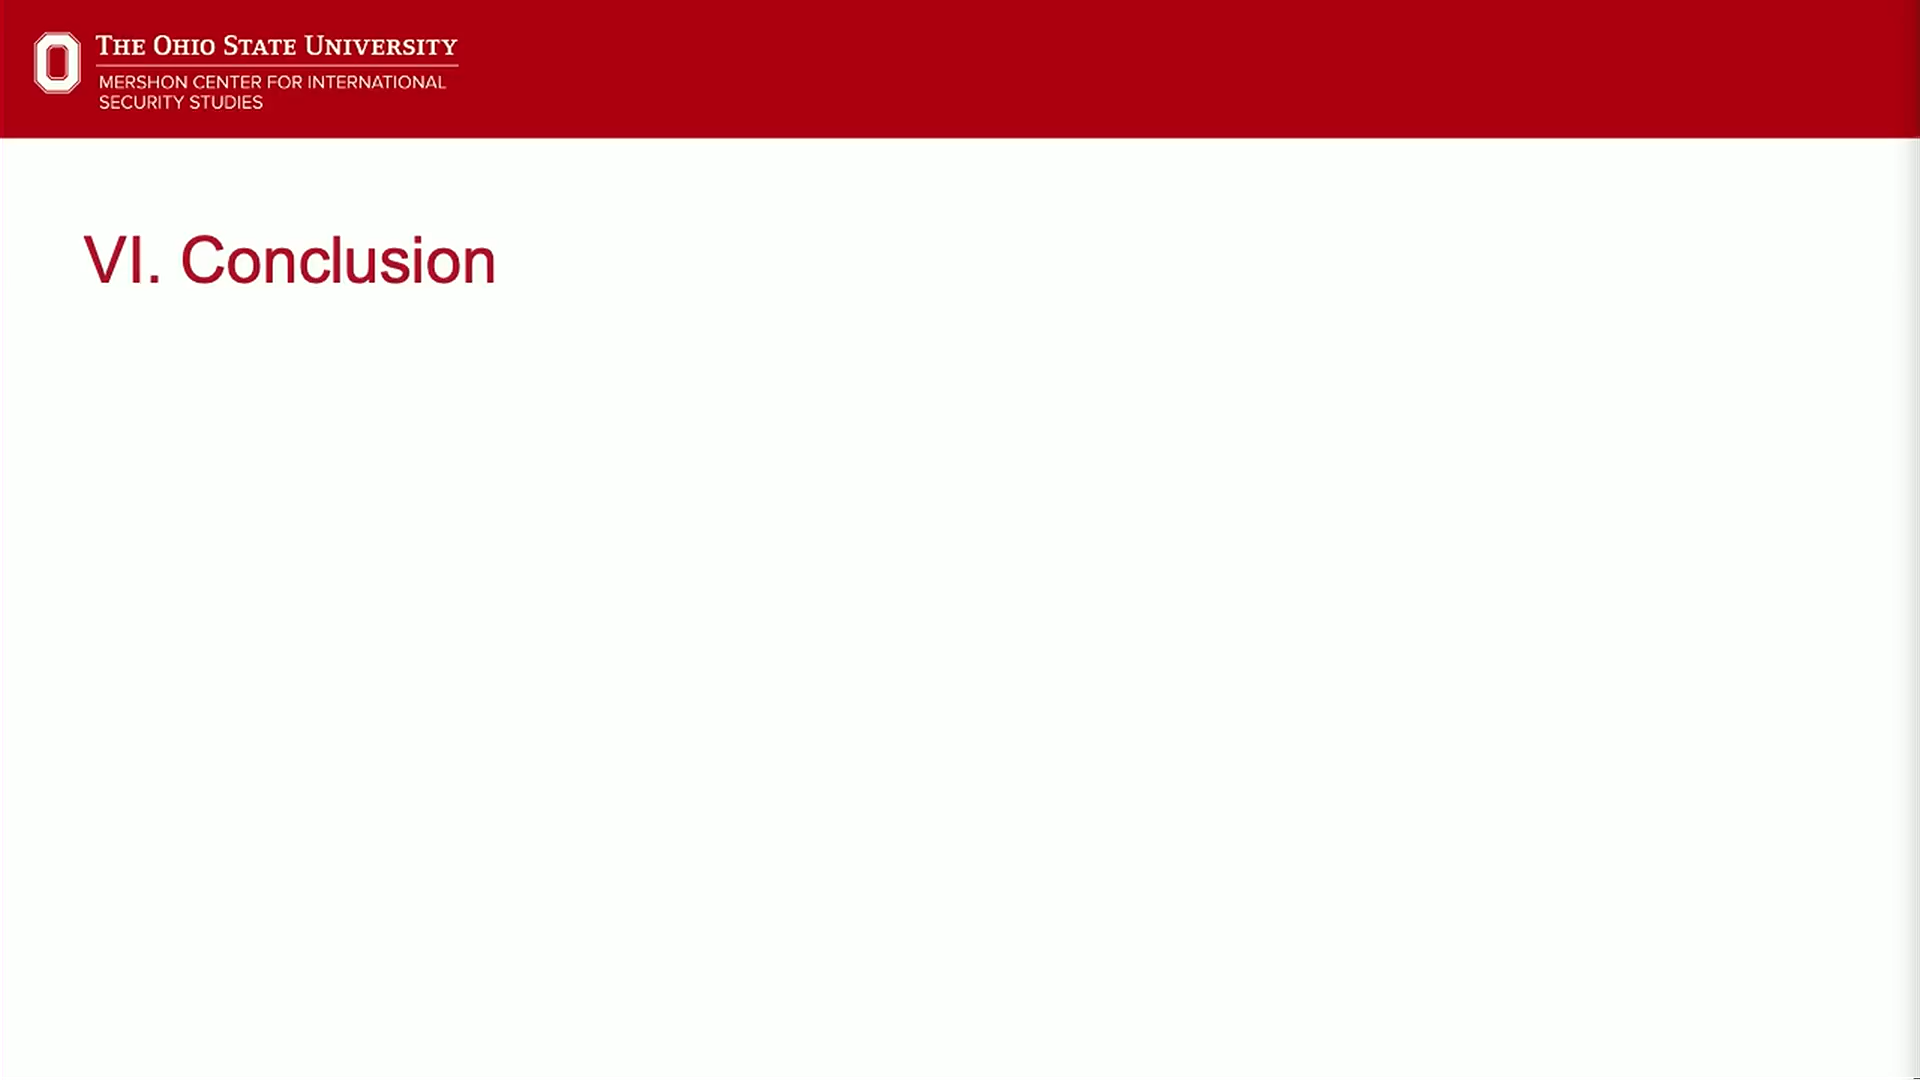 THE OHIO STATE UNIVERSITY
MERSHON CENTER FOR INTERNATIONAL
SECURITY STUDIES
VI. Conclusion